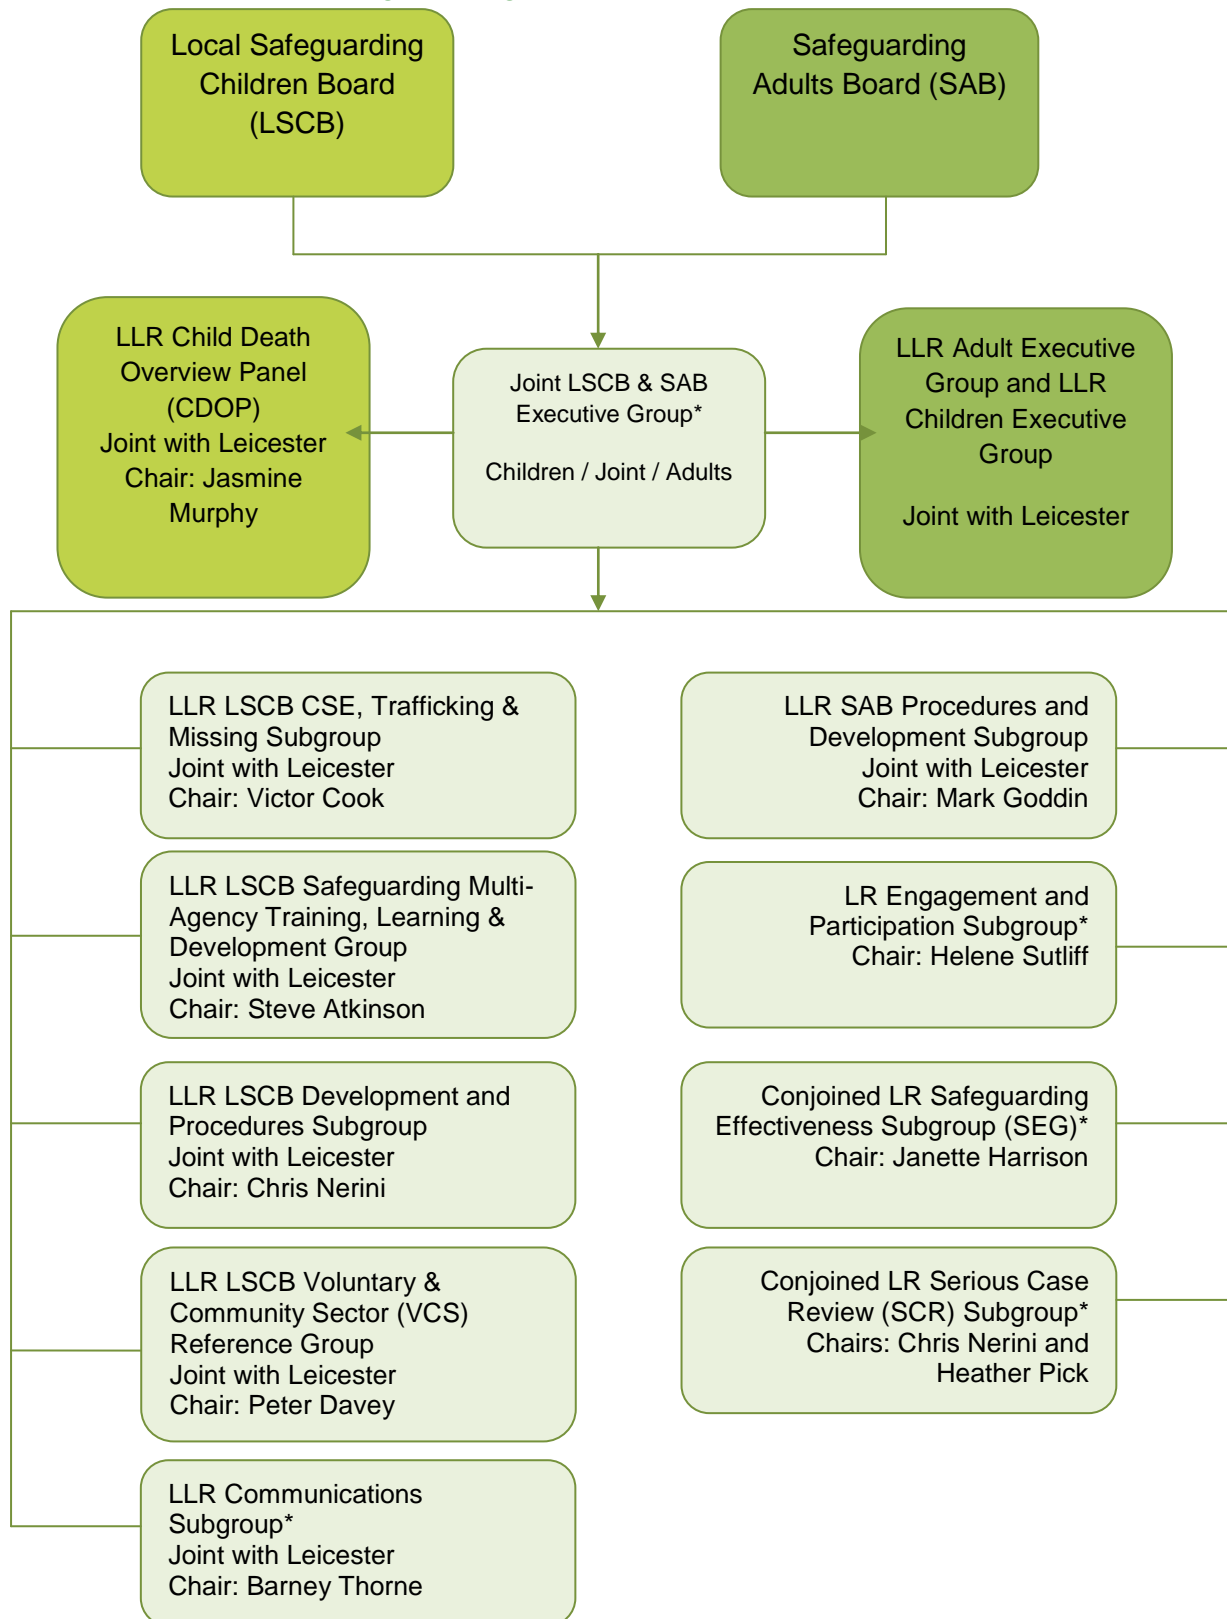 Local Safeguarding
Children Board
(LSCB)
Safeguarding
Adults Board (SAB)
LLR Child Death
Overview Panel
(CDOP)
Joint with Leicester
Chair: Jasmine
Murphy
Joint LSCB & SAB
Executive Group*
Children / Joint / Adults
LLR Adult Executive
Group and LLR
Children Executive
Group
Joint with Leicester
LLR LSCB CSE, Trafficking &
Missing Subgroup
Joint with Leicester
Chair: Victor Cook
LLR LSCB Safeguarding Multi-
Agency Training, Learning &
Development Group
Joint with Leicester
Chair: Steve Atkinson
LLR LSCB Development and
Procedures Subgroup
Joint with Leicester
Chair: Chris Nerini
LLR LSCB Voluntary &
Community Sector (VCS)
Reference Group
Joint with Leicester
Chair: Peter Davey
LLR Communications
Subgroup*
Joint with Leicester
Chair: Barney Thorne
LLR SAB Procedures and
Development Subgroup
Joint with Leicester
Chair: Mark Goddin
LR Engagement and
Participation Subgroup*
Chair: Helene Sutliff
Conjoined LR Safeguarding
Effectiveness Subgroup (SEG)*
Chair: Janette Harrison
Conjoined LR Serious Case
Review (SCR) Subgroup*
Chairs: Chris Nerini and
Heather Pick